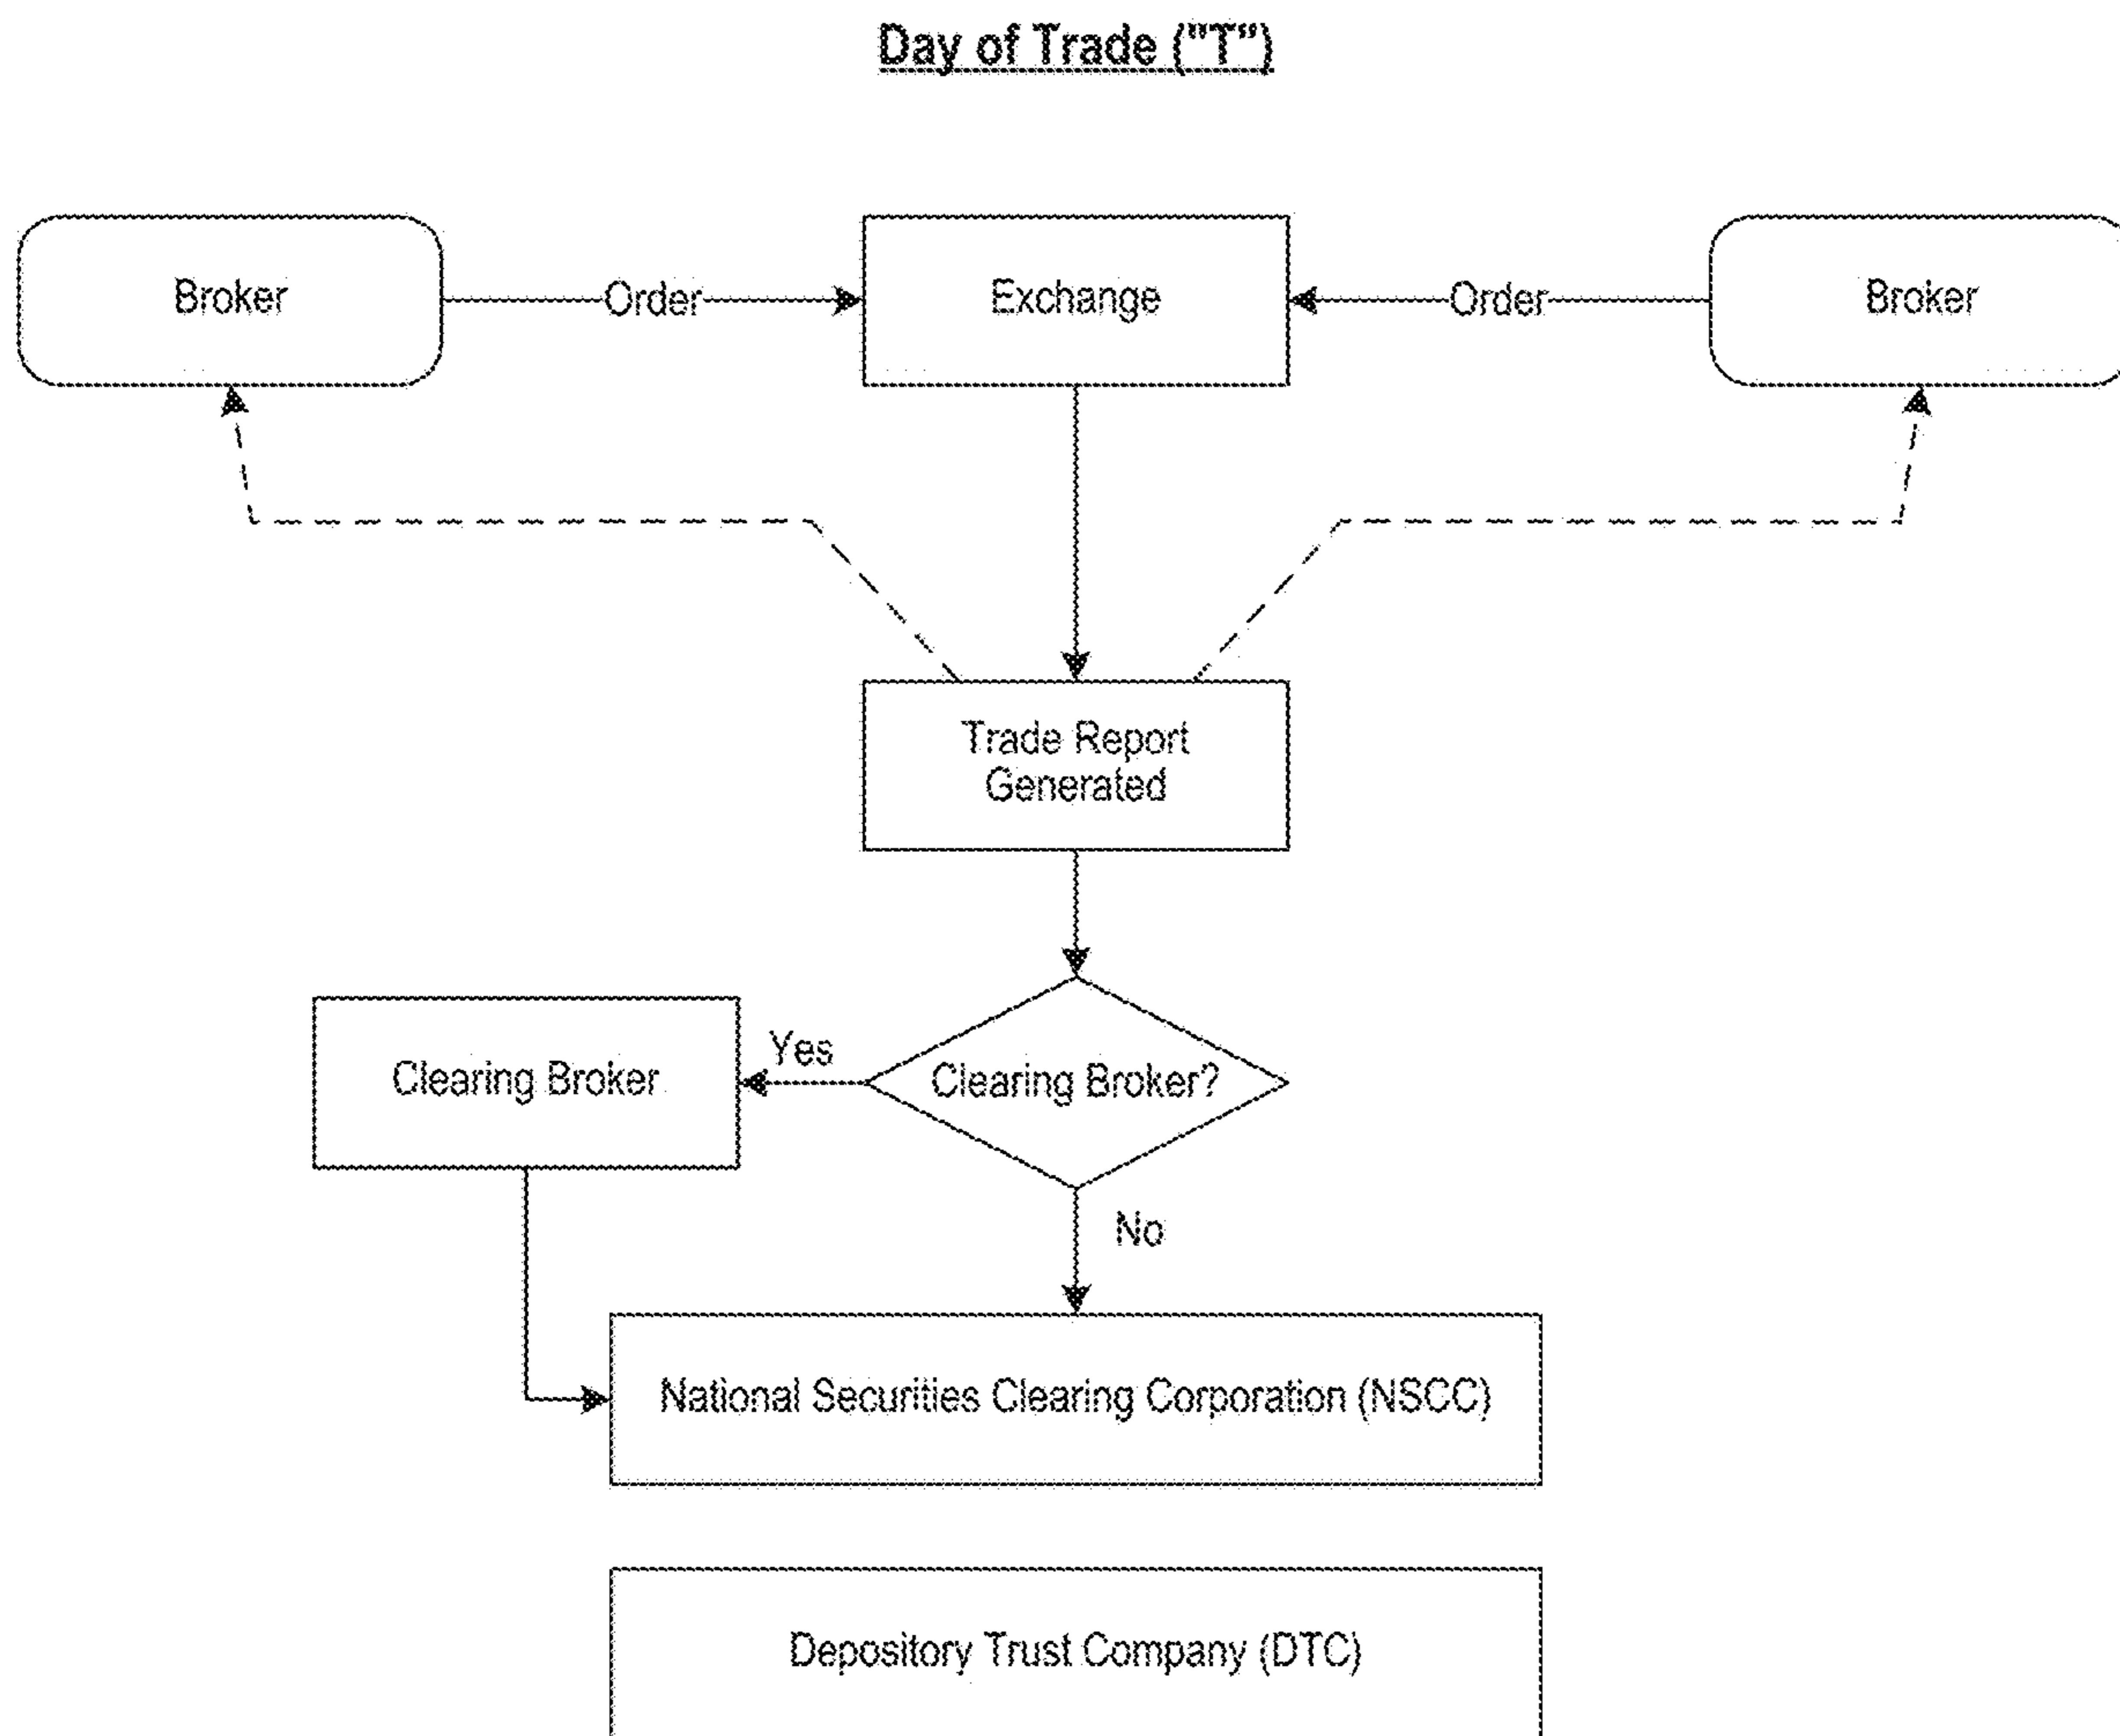 Day of Trade ("T")
Broker
Order
Exchange
Order
Broker
Trade Report
Generated
Clearing Broker
Yes
Clearing Broker?
No
National Securities Clearing Corporation (NSCC)
Depository Trust Company (DTC)